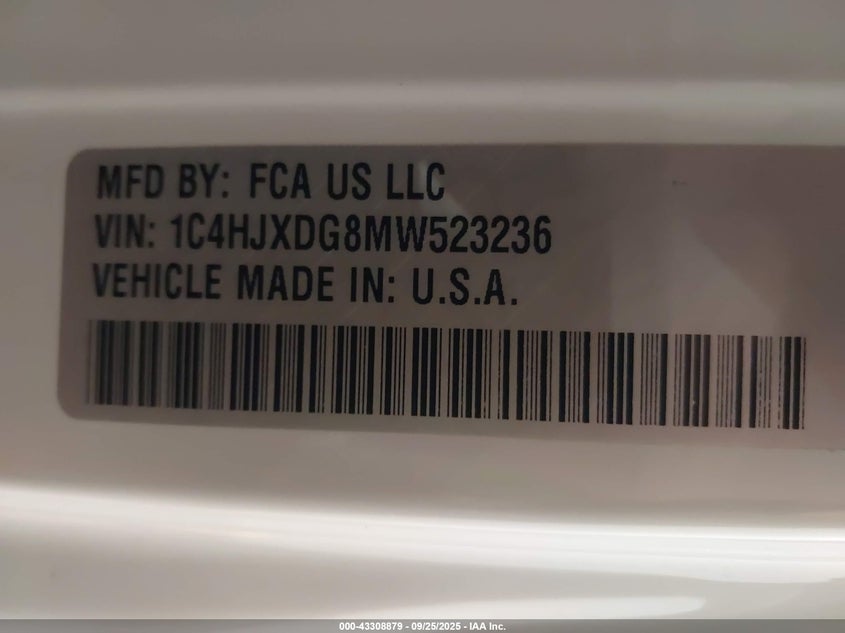 MFD BY: FCA US LLC
VIN: 1C4HJXDG8MW523236
VEHICLE MADE IN: U.S.A.
000-43308879 - 09/25/2025 - IAA Inc.